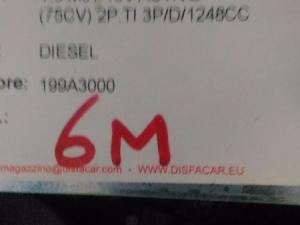 (75CV) 2P.TI 3P/D/1248CC
DIESEL
ore: 199A3000
.:
6M
magazzino@disfacar.com - WWW.DISFACAR.EU